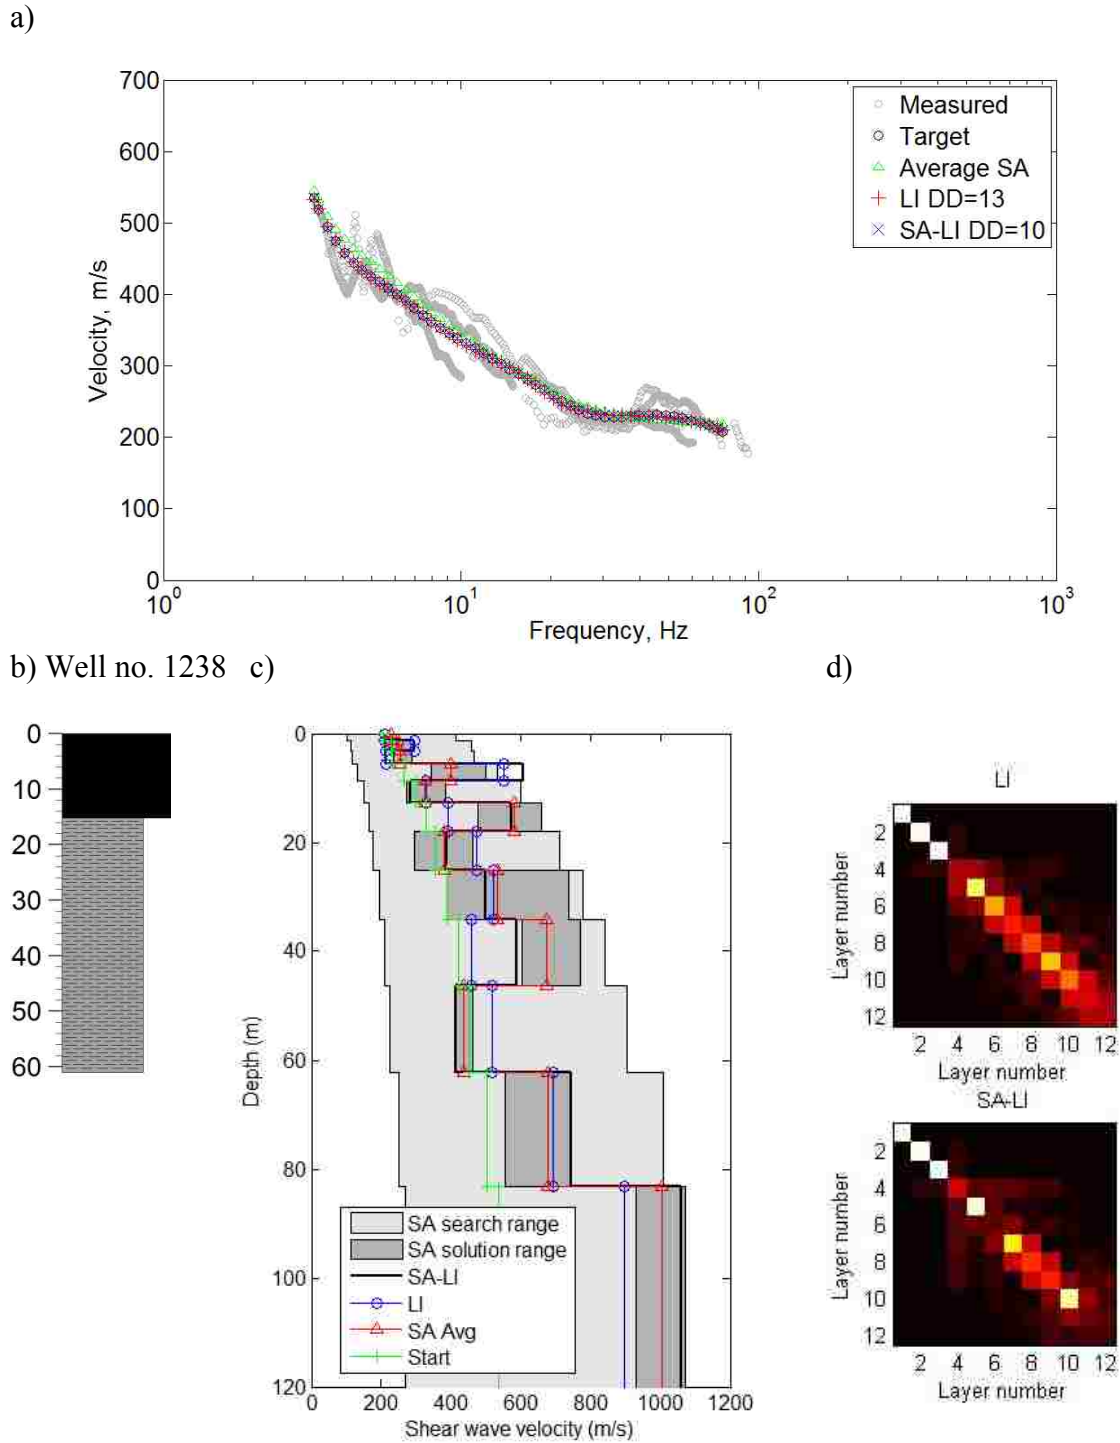 a)
700
600
500
400
300
200
100
0
Velocity, m/s
Measured
Target
Average SA
LI DD=13
SA-LI DD=10
10^0 10^1 10^2 10^3
Frequency, Hz
b) Well no. 1238 c) d)
0
10
20
30
40
50
60
0
20
40
60
80
100
120
Depth (m)
SA search range
SA solution range
SA-LI
LI
SA Avg
Start
0 200 400 600 800 1000 1200
Shear wave velocity (m/s)
LI
2
4
6
8
10
12
Layer number
2 4 6 8 10 12
Layer number
SA-LI
2
4
6
8
10
12
Layer number
2 4 6 8 10 12
Layer number